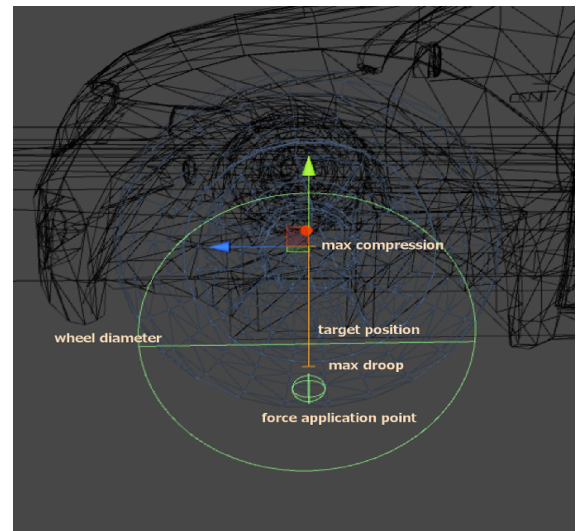 max compression
target position
wheel diameter
max droop
force application point